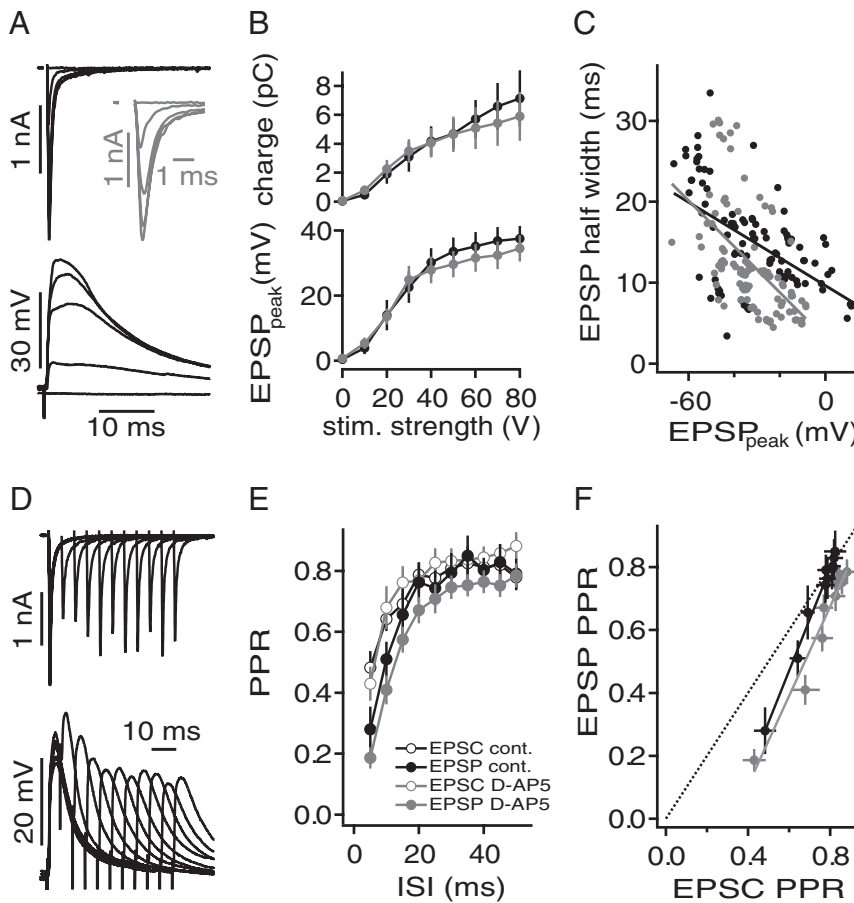 A
1 nA
1 nA
1 ms
30 mV
10 ms
B
charge (pC)
8
6
4
2
0
EPSPpeak(mV)
40
20
0
0 20 40 60 80
stim. strength (V)
C
EPSP half width (ms)
30
20
10
0
-60 0
EPSPpeak (mV)
D
1 nA
10 ms
20 mV
E
PPR
0.8
0.6
0.4
0.2
0.0
EPSC cont.
EPSP cont.
EPSC D-AP5
EPSP D-AP5
0 20 40
ISI (ms)
F
EPSP PPR
0.8
0.6
0.4
0.2
0.0
0.0 0.4 0.8
EPSC PPR